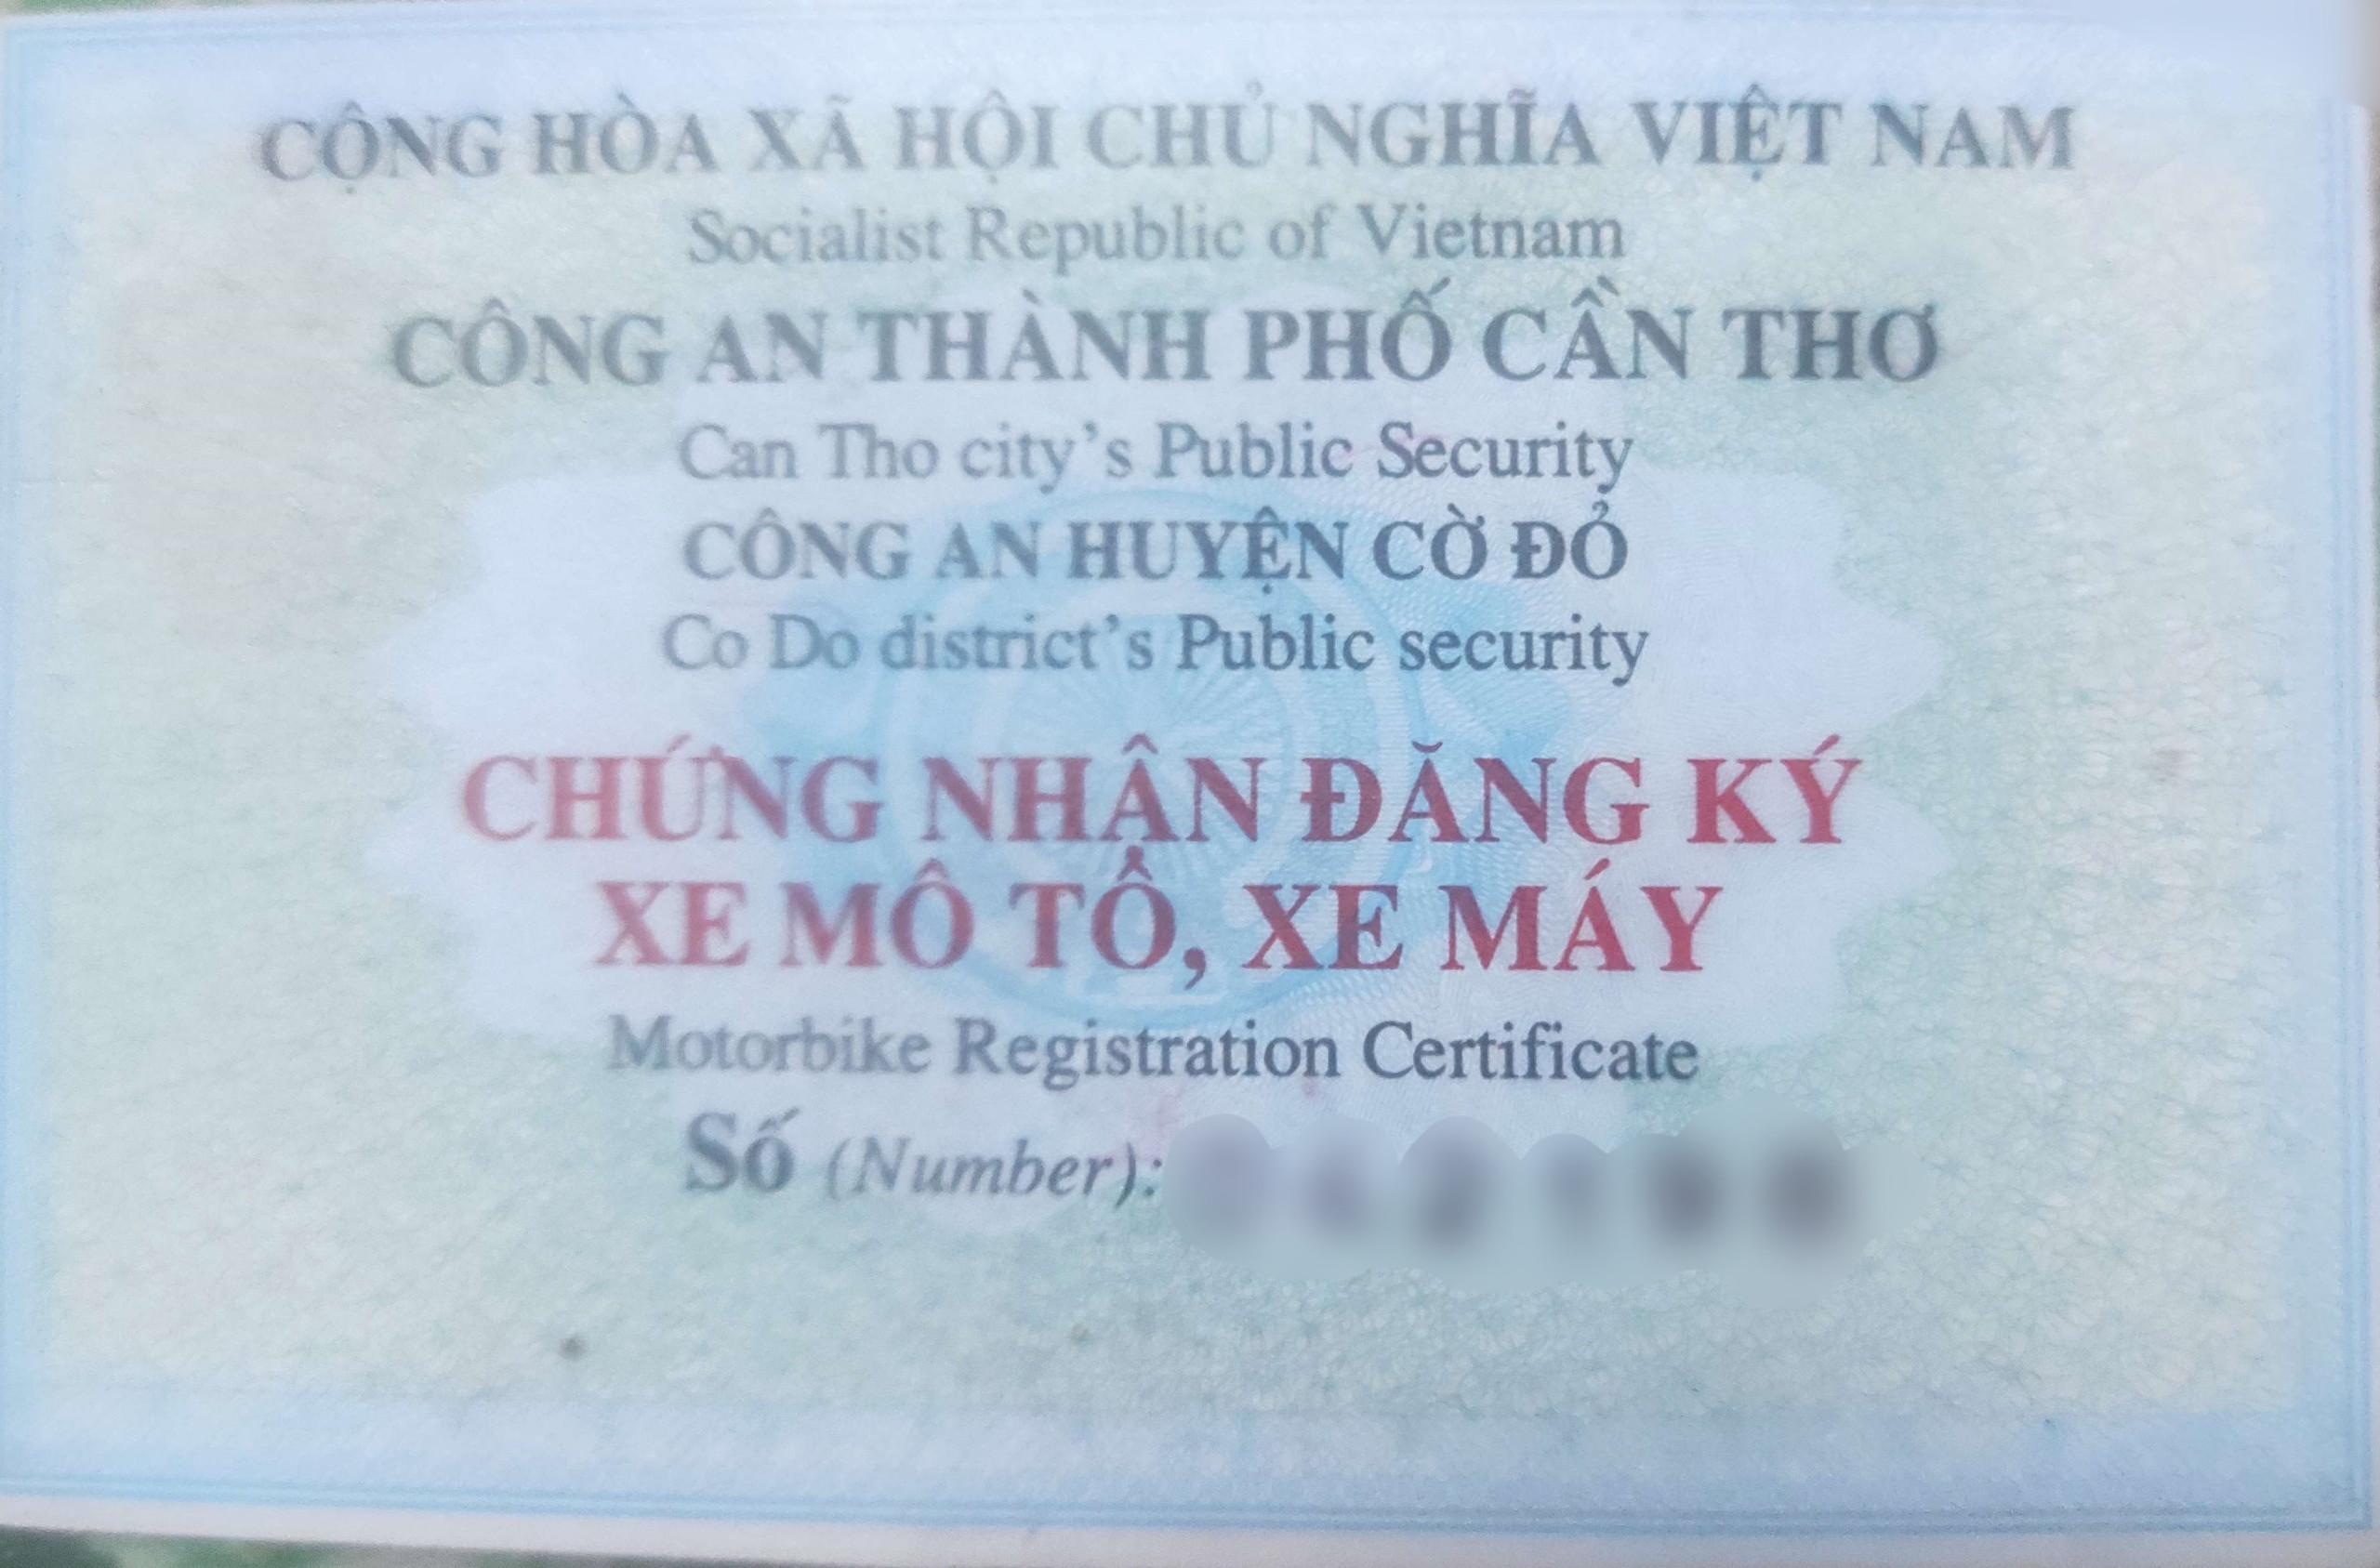 CỘNG HÒA XÃ HỘI CHỦ NGHĨA VIỆT NAM
Socialist Republic of Vietnam
CÔNG AN THÀNH PHỐ CẦN THƠ
Can Tho city's Public Security
CÔNG AN HUYỆN CỜ ĐỎ
Co Do district's Public security
CHỨNG NHẬN ĐĂNG KÝ
XE MÔ TÔ, XE MÁY
Motorbike Registration Certificate
Số (Number):